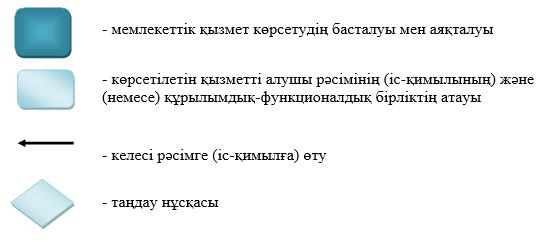 - мемлекеттік қызмет көрсетудің басталуы мен аяқталуы
- көрсетілетін қызметті алушы рәсімінің (іс-қимылының) және
(немесе) құрылымдық-функционалдық бірліктің атауы
- келесі рәсімге (іс-қимылға) өту
- таңдау нұсқасы